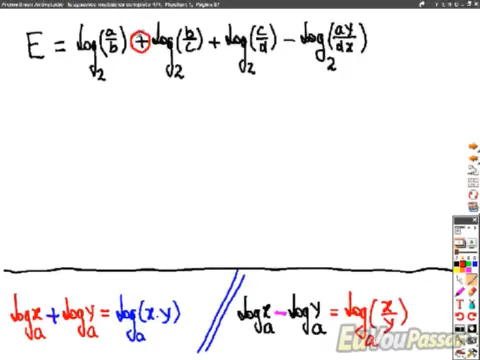 E = log₂(a/b) + log₂(b/c) + log₂(c/d) − log₂(ay/dx)
logₐx + logₐy = logₐ(x.y) // logₐx − logₐy = logₐ(x/y)
EuVouPassar